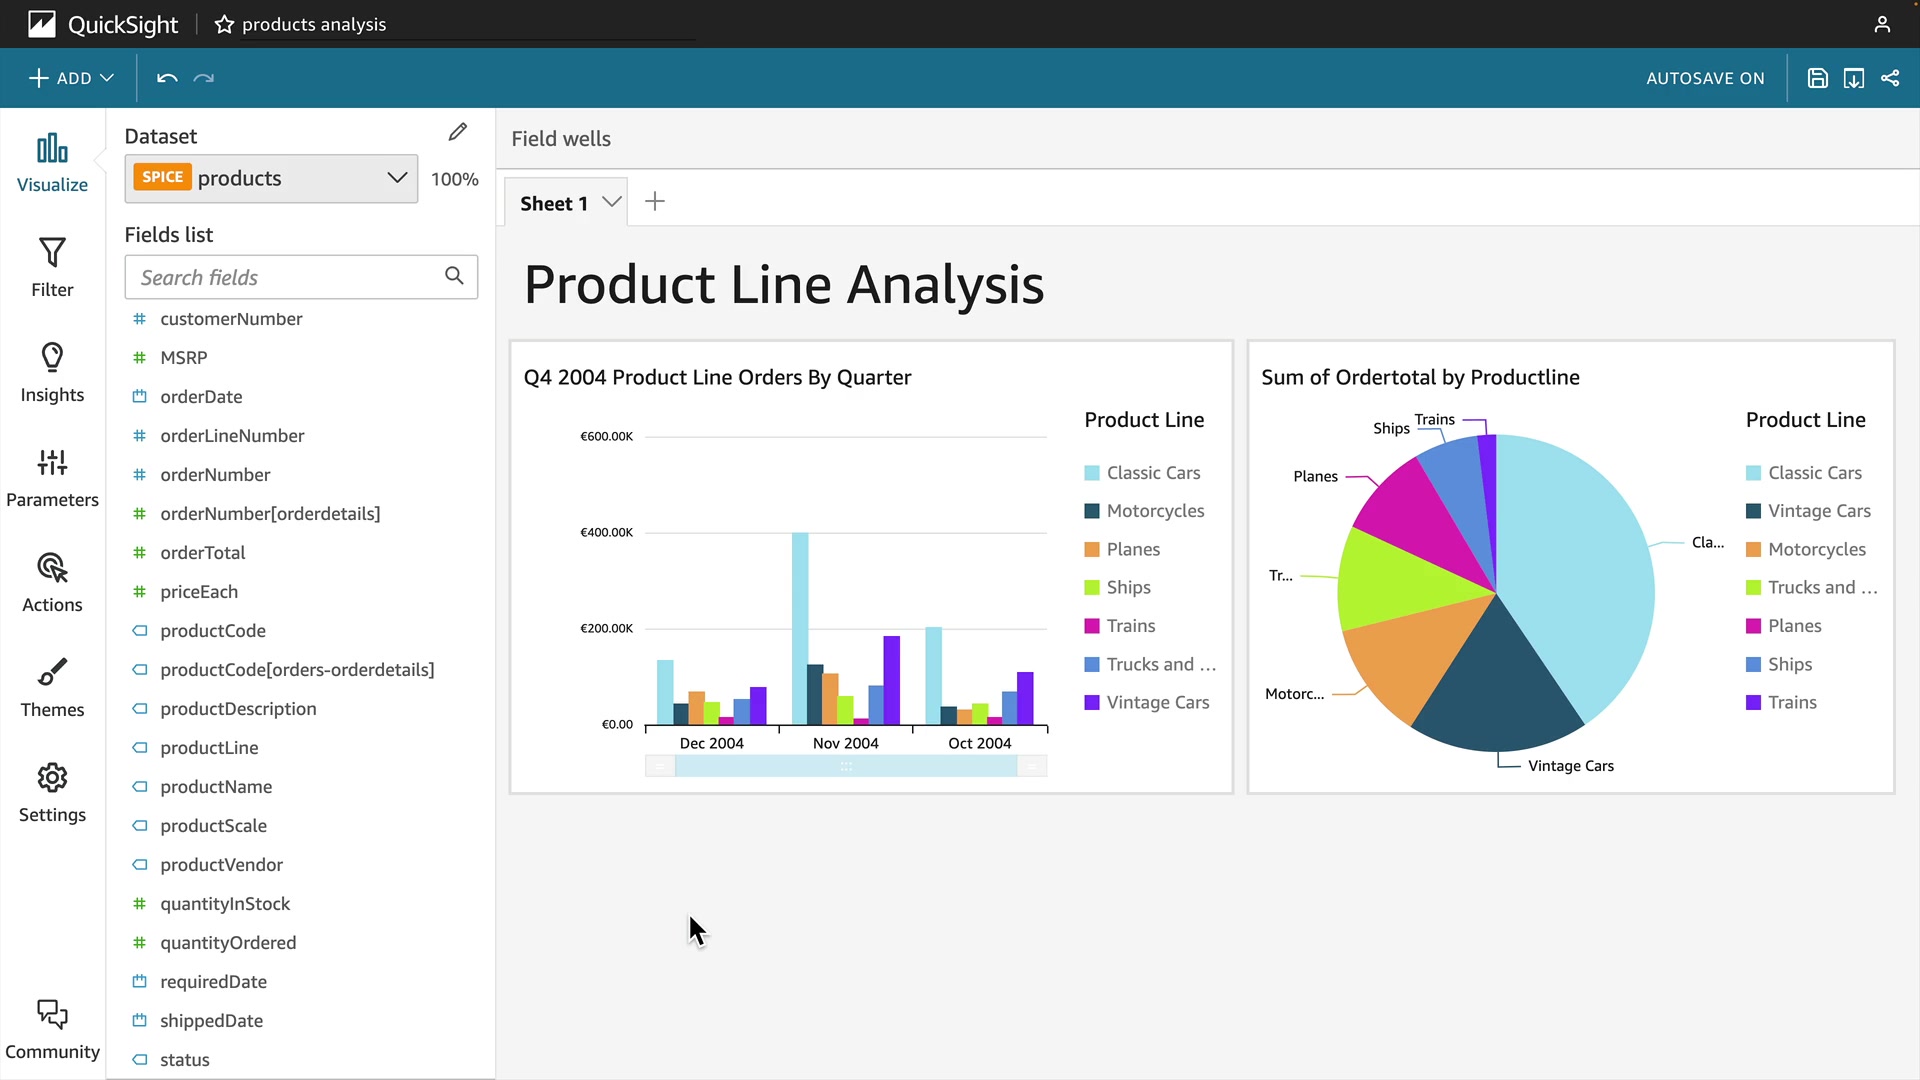 QuickSight
products analysis
ADD
AUTOSAVE ON
Visualize
Filter
Insights
Parameters
Actions
Themes
Settings
Community
Dataset
SPICE products
100%
Fields list
Search fields
customerNumber
MSRP
orderDate
orderLineNumber
orderNumber
orderNumber[orderdetails]
orderTotal
priceEach
productCode
productCode[orders-orderdetails]
productDescription
productLine
productName
productScale
productVendor
quantityInStock
quantityOrdered
requiredDate
shippedDate
status
Field wells
Sheet 1
Product Line Analysis
Q4 2004 Product Line Orders By Quarter
€600.00K
€400.00K
€200.00K
€0.00
Dec 2004
Nov 2004
Oct 2004
Product Line
Classic Cars
Motorcycles
Planes
Ships
Trains
Trucks and ...
Vintage Cars
Sum of Ordertotal by Productline
Trains
Ships
Planes
Tr...
Motorc...
Vintage Cars
Cla...
Product Line
Classic Cars
Vintage Cars
Motorcycles
Trucks and ...
Planes
Ships
Trains